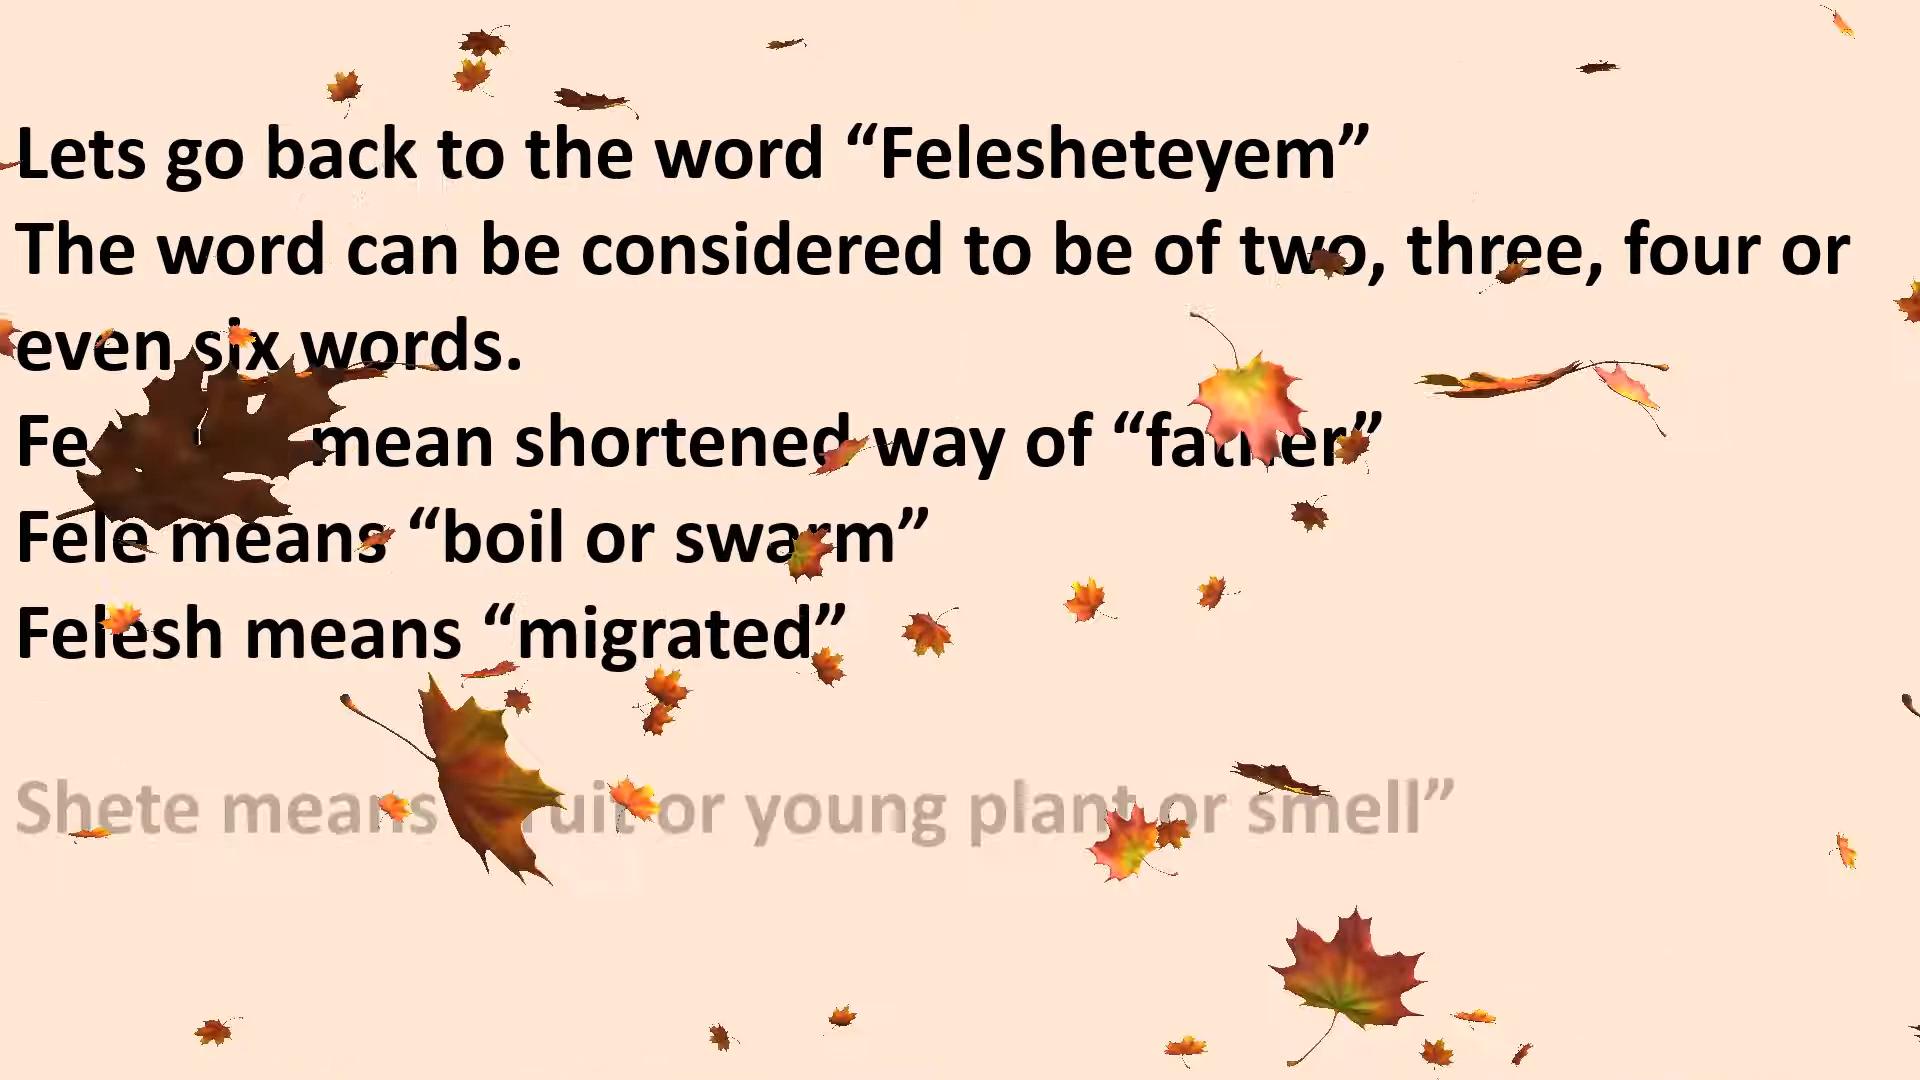 Lets go back to the word “Felesheteyem”
The word can be considered to be of two, three, four or
even six words.
Fe mean shortened way of “father”
Fele means “boil or swarm”
Felesh means “migrated”
Shete means “fruit or young plant or smell”